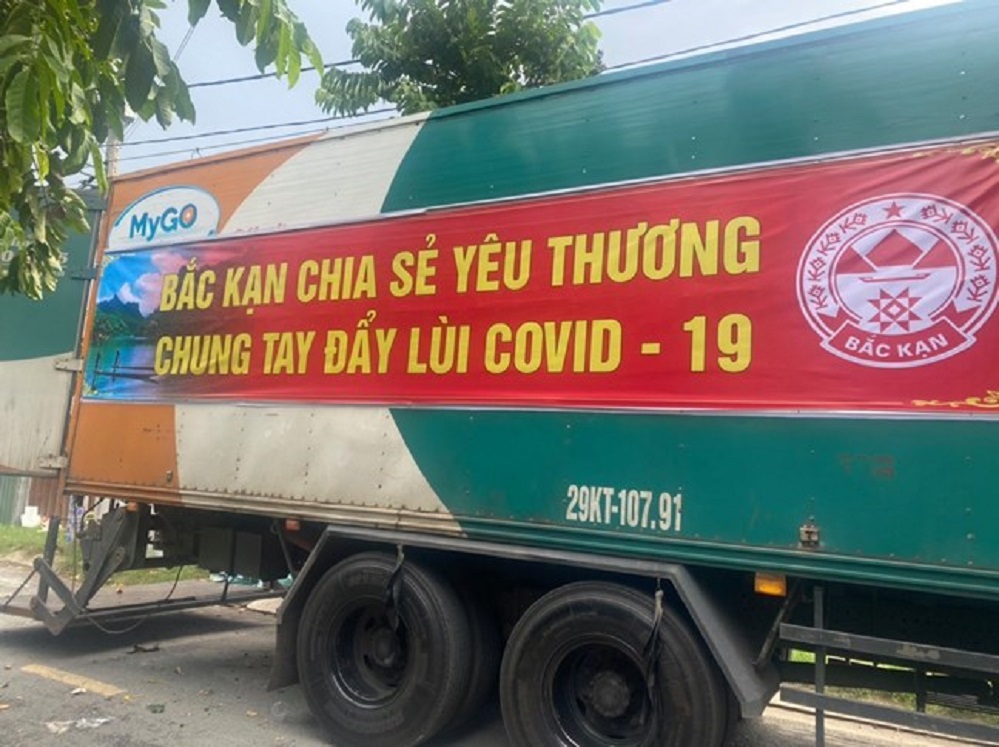 MyGO
BẮC KẠN CHIA SẺ YÊU THƯƠNG
CHUNG TAY ĐẨY LÙI COVID - 19
BẮC KẠN
29KT-107.91